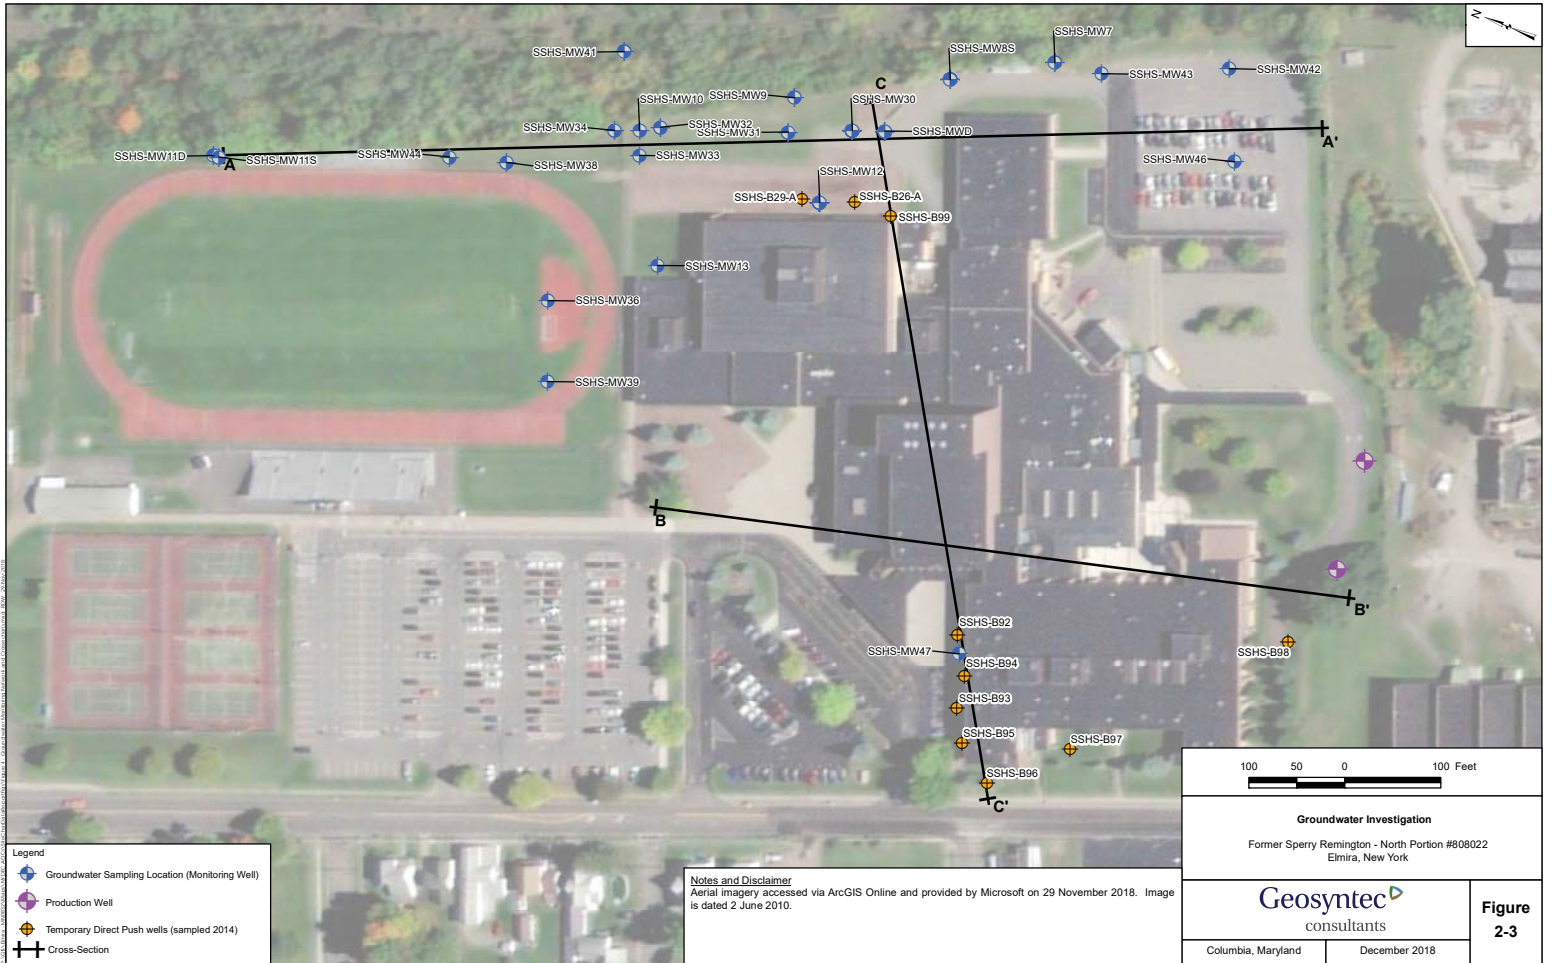 N
SSHS-MW41
SSHS-MW7
SSHS-MW8S
SSHS-MW43
SSHS-MW42
C
SSHS-MW10
SSHS-MW9
SSHS-MW30
SSHS-MW34
SSHS-MW32
SSHS-MW31
SSHS-MWD
A'
SSHS-MW11D
A
SSHS-MW11S
SSHS-MW44
SSHS-MW38
SSHS-MW33
SSHS-MW46
SSHS-MW12
SSHS-B29-A
SSHS-B26-A
SSHS-B99
SSHS-MW13
SSHS-MW36
SSHS-MW39
B
B'
SSHS-B92
SSHS-MW47
SSHS-B94
SSHS-B98
SSHS-B93
SSHS-B95
SSHS-B97
SSHS-B96
C'
100 50 0 100 Feet
Groundwater Investigation
Former Sperry Remington - North Portion #808022
Elmira, New York
Geosyntec
consultants
Columbia, Maryland
December 2018
Figure
2-3
Legend
Groundwater Sampling Location (Monitoring Well)
Production Well
Temporary Direct Push wells (sampled 2014)
Cross-Section
Notes and Disclaimer
Aerial imagery accessed via ArcGIS Online and provided by Microsoft on 29 November 2018. Image
is dated 2 June 2010.